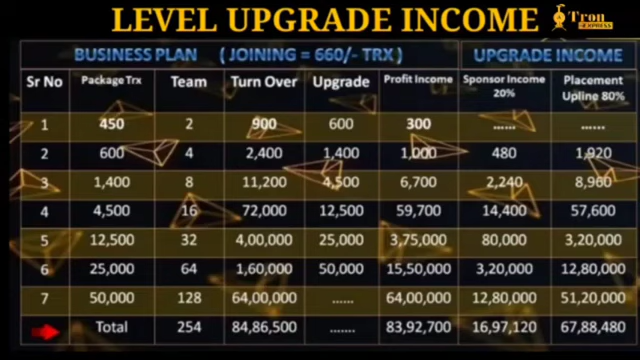 LEVEL UPGRADE INCOME Tron EXPRESS
BUSINESS PLAN ( JOINING = 660/- TRX) UPGRADE INCOME
Sr No Package Trx Team Turn Over Upgrade Profit Income Sponsor Income 20% Placement Upline 80%
1 450 2 900 600 300 ...... ......
2 600 4 2,400 1,400 1,000 480 1,920
3 1,400 8 11,200 4,500 6,700 2,240 8,960
4 4,500 16 72,000 12,500 59,700 14,400 57,600
5 12,500 32 4,00,000 25,000 3,75,000 80,000 3,20,000
6 25,000 64 1,60,000 50,000 15,50,000 3,20,000 12,80,000
7 50,000 128 64,00,000 ...... 64,00,000 12,80,000 51,20,000
Total 254 84,86,500 ....... 83,92,700 16,97,120 67,88,480